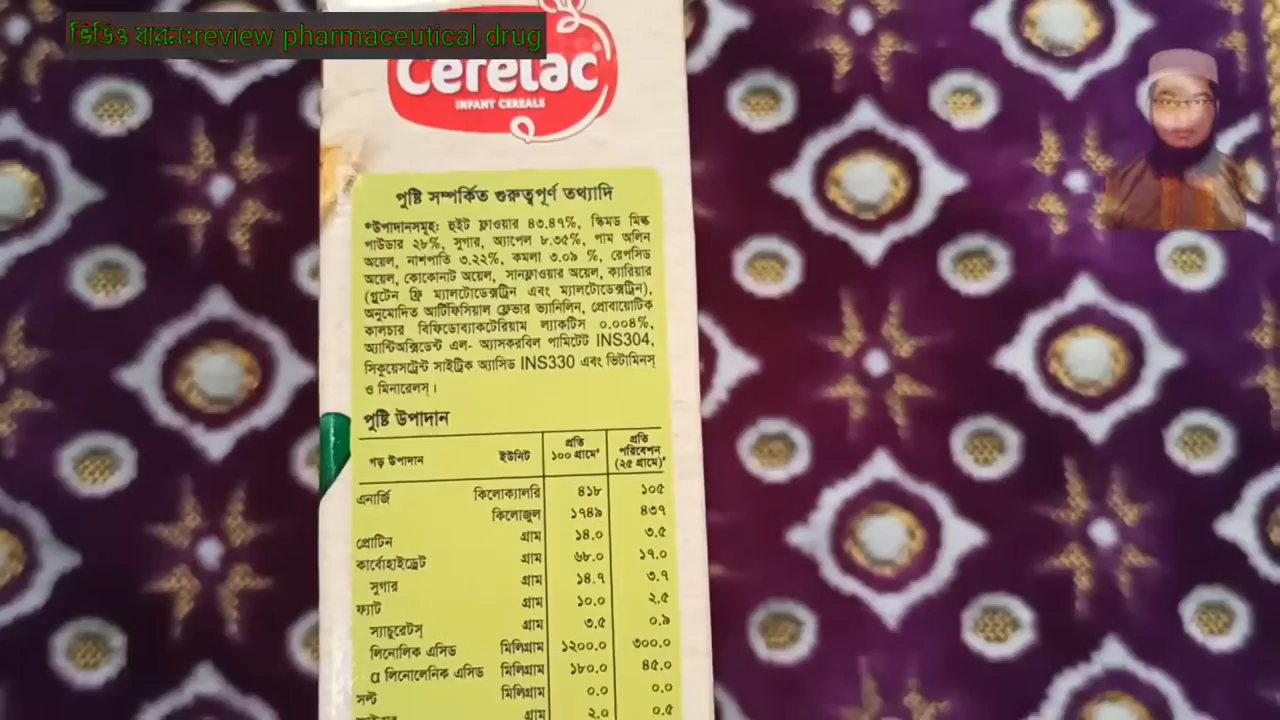 ভিডিও ধারনঃreview pharmaceutical drug
Cerelac
INFANT CEREALS
পুষ্টি সম্পর্কিত গুরুত্বপূর্ণ তথ্যাদি
*উপাদানসমূহ: হুইট ফ্লাওয়ার ৪৩.৪৭%, স্কিমড মিল্ক
পাউডার ২৮%, সুগার, অ্যাপেল ৮.৩৫%, পাম অলিন
অয়েল, নাশপাতি ৩.২২%, কমলা ৩.০৯ %, রেপসিড
অয়েল, কোকোনাট অয়েল, সানফ্লাওয়ার অয়েল, ক্যারিয়ার
(গ্লুটেন ফ্রি ম্যালটোডেক্সট্রিন এবং ম্যালটোডেক্সট্রিন),
অনুমোদিত আর্টিফিসিয়াল ফ্লেভার ভ্যানিলিন, প্রোবায়োটিক
কালচার বিফিডোব্যাকটেরিয়াম ল্যাকটিস ০.০০৪%,
অ্যান্টিঅক্সিডেন্ট এল- অ্যাসকরবিল পামিটেট INS304,
সিকুয়েসট্রেন্ট সাইট্রিক অ্যাসিড INS330 এবং ভিটামিনস্
ও মিনারেলস্।
পুষ্টি উপাদান
গড় উপাদান ইউনিট প্রতি ১০০ গ্রামে* প্রতি পরিবেশন (২৫ গ্রামে)*
এনার্জি কিলোক্যালরি ৪১৮ ১০৫
কিলোজুল ১৭৪৯ ৪৩৭
প্রোটিন গ্রাম ১৪.০ ৩.৫
কার্বোহাইড্রেট গ্রাম ৬৮.০ ১৭.০
সুগার গ্রাম ১৪.৭ ৩.৭
ফ্যাট গ্রাম ১০.০ ২.৫
স্যাচুরেটস্ গ্রাম ৩.৫ ০.৯
লিনোলিক এসিড মিলিগ্রাম ১২০০.০ ৩০০.০
α লিনোলেনিক এসিড মিলিগ্রাম ১৮০.০ ৪৫.০
সল্ট মিলিগ্রাম ০.০ ০.০
গ্রাম ২.০ ০.৫